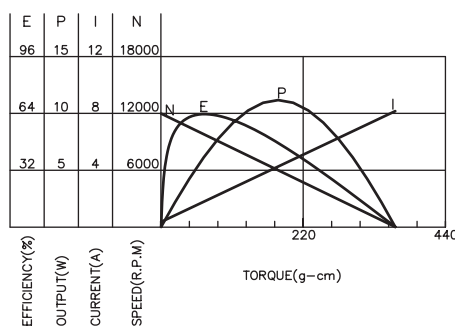 E P I N
96 15 12 18000
64 10 8 12000 N E P I
32 5 4 6000
220 440
EFFICIENCY(%) OUTPUT(W) CURRENT(A) SPEED(R.P.M) TORQUE(g-cm)